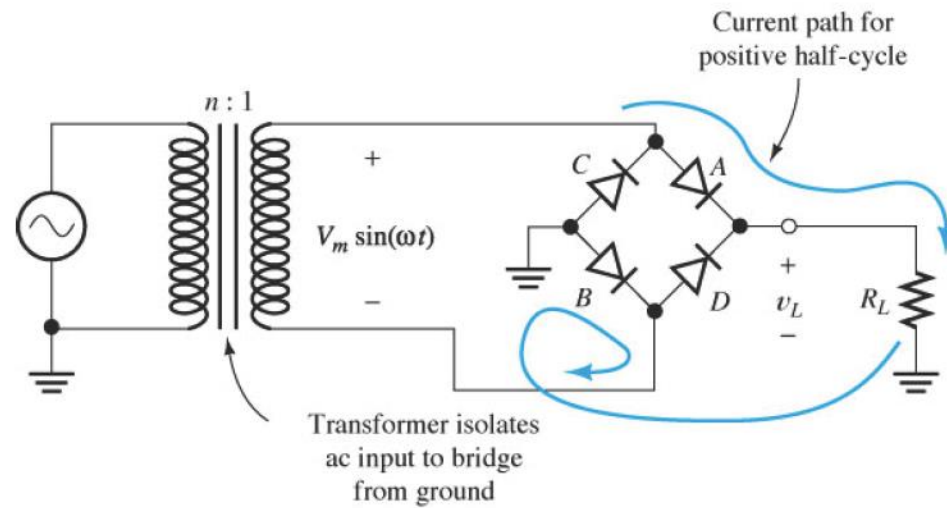 Current path for
positive half-cycle
n : 1
+
V_m sin(ωt)
−
C
A
B
D
+
v_L
−
R_L
Transformer isolates
ac input to bridge
from ground